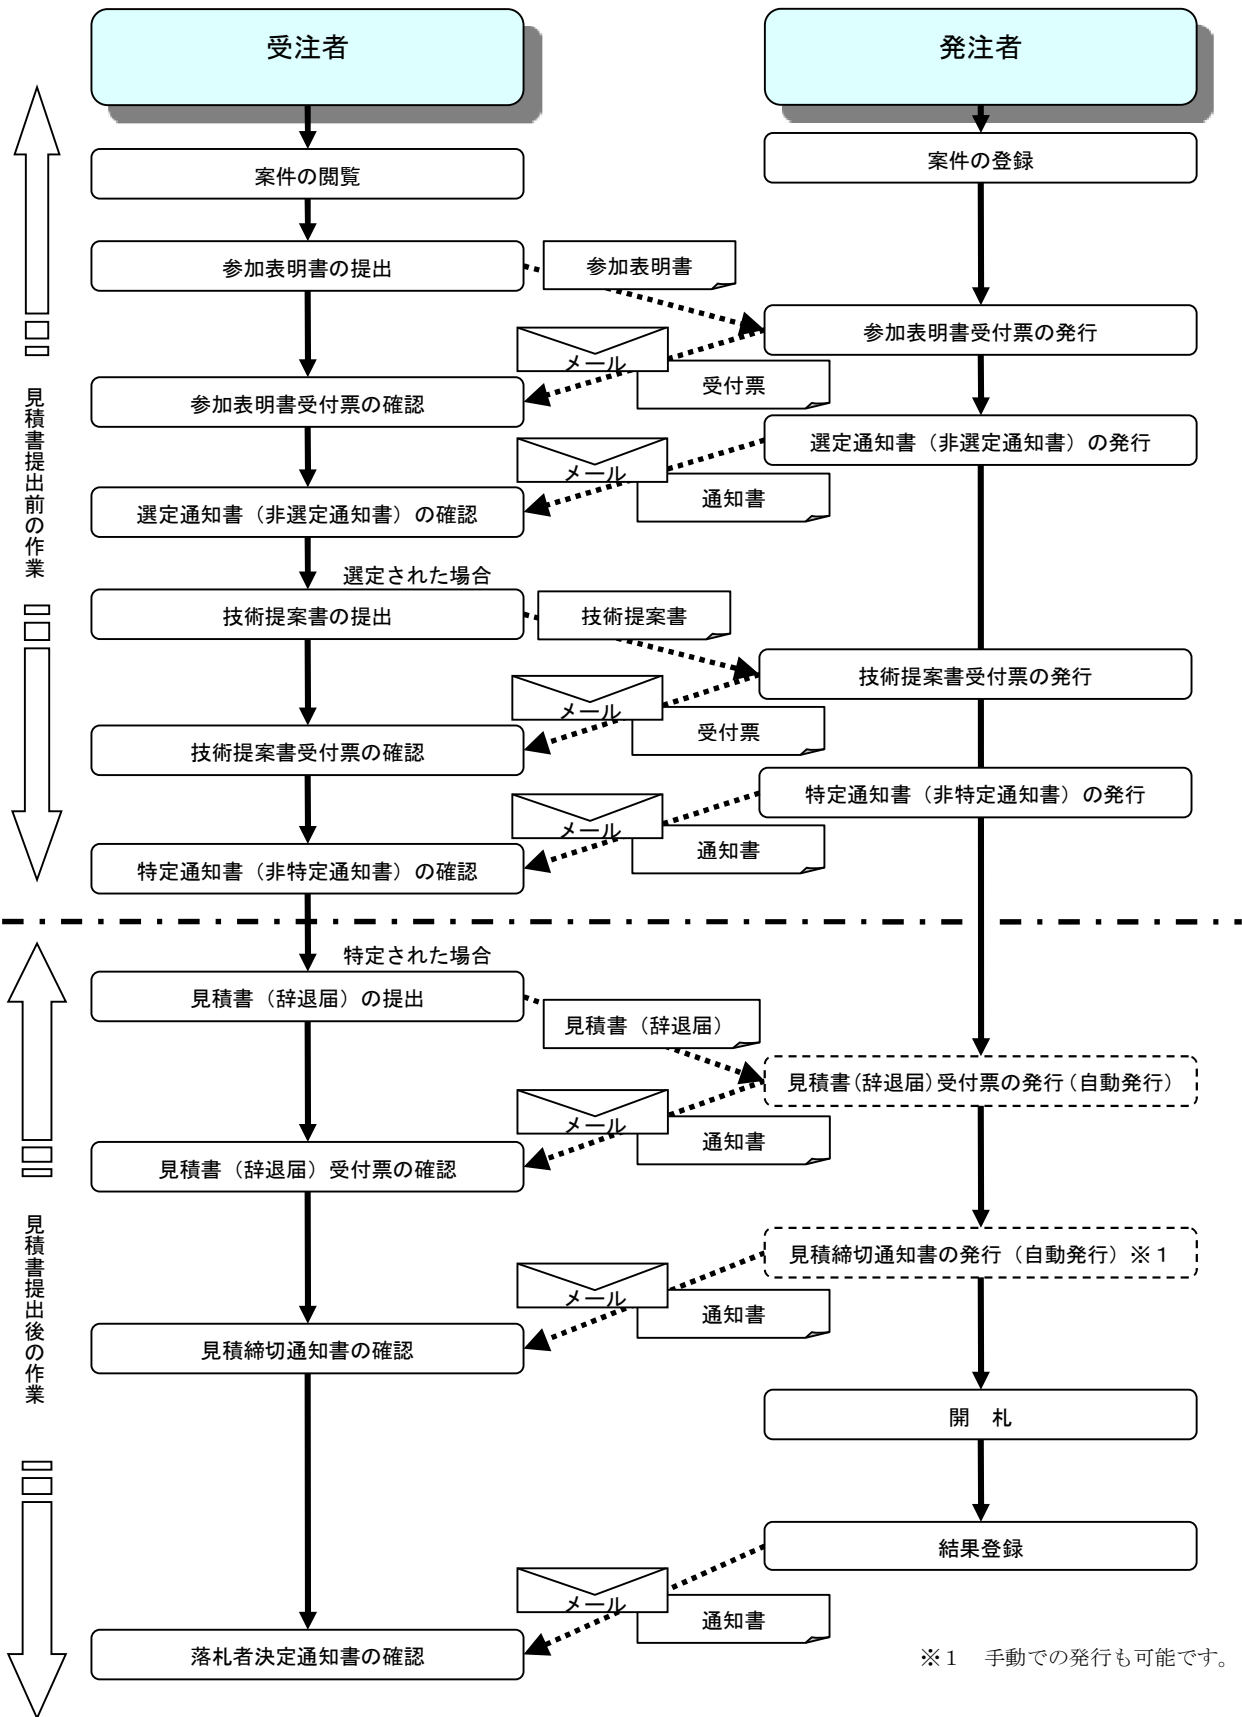 受注者
発注者
案件の登録
案件の閲覧
参加表明書の提出
参加表明書
参加表明書受付票の発行
メール
受付票
参加表明書受付票の確認
選定通知書（非選定通知書）の発行
メール
通知書
選定通知書（非選定通知書）の確認
見積書提出前の作業
選定された場合
技術提案書の提出
技術提案書
技術提案書受付票の発行
メール
受付票
技術提案書受付票の確認
特定通知書（非特定通知書）の発行
メール
通知書
特定通知書（非特定通知書）の確認
特定された場合
見積書（辞退届）の提出
見積書（辞退届）
見積書(辞退届)受付票の発行(自動発行)
メール
通知書
見積書（辞退届）受付票の確認
見積書提出後の作業
見積締切通知書の発行（自動発行）※１
メール
通知書
見積締切通知書の確認
開　札
結果登録
メール
通知書
落札者決定通知書の確認
※１　手動での発行も可能です。